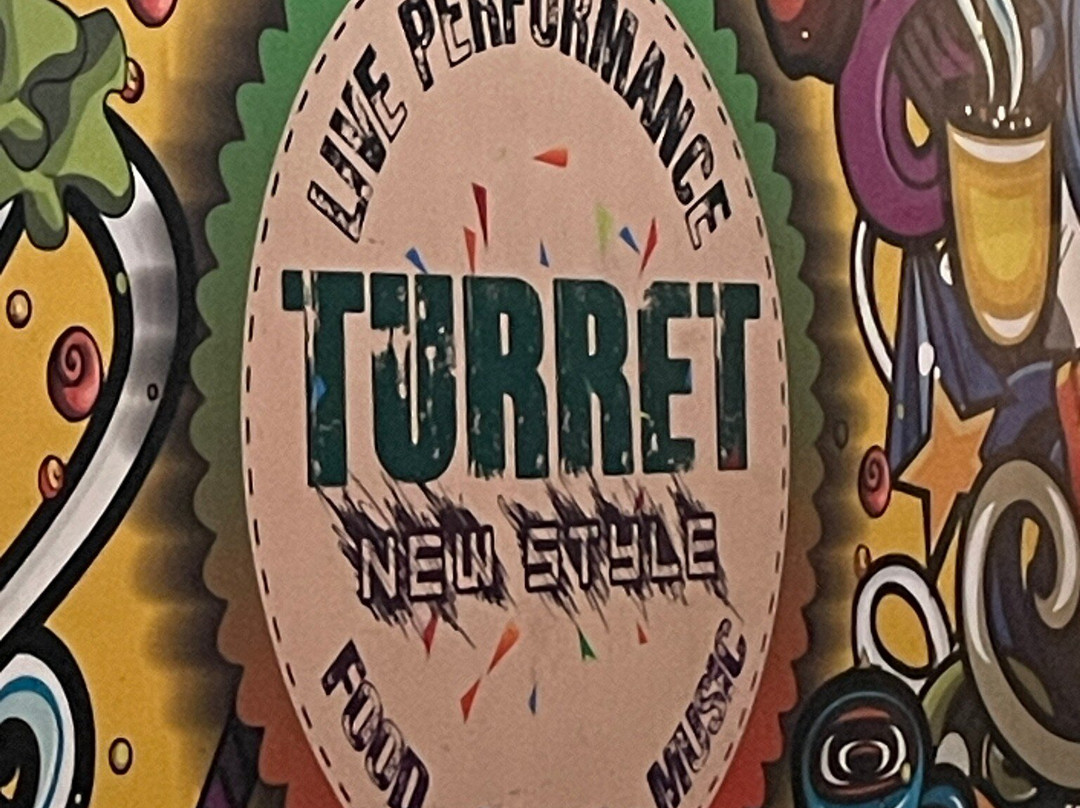 LIVE PERFORMANCE
TURRET
NEW STYLE
FOOD
MUSIC